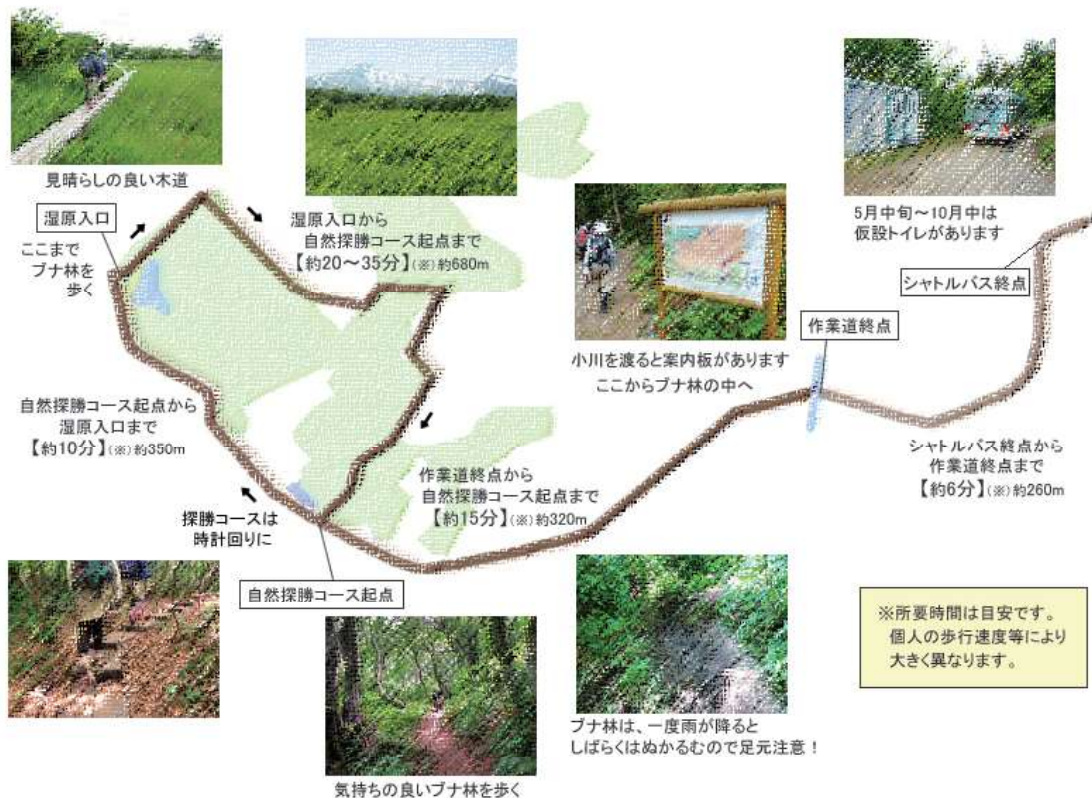 見晴らしの良い木道
湿原入口
ここまで
ブナ林を
歩く
湿原入口から
自然探勝コース起点まで
【約20～35分】(※)約680m
5月中旬～10月中は
仮設トイレがあります
シャトルバス終点
作業道終点
小川を渡ると案内板があります
ここからブナ林の中へ
自然探勝コース起点から
湿原入口まで
【約10分】(※)約350m
シャトルバス終点から
作業道終点まで
【約6分】(※)約260m
作業道終点から
自然探勝コース起点まで
【約15分】(※)約320m
探勝コースは
時計回りに
自然探勝コース起点
※所要時間は目安です。
個人の歩行速度等により
大きく異なります。
ブナ林は、一度雨が降ると
しばらくはぬかるむので足元注意！
気持ちの良いブナ林を歩く